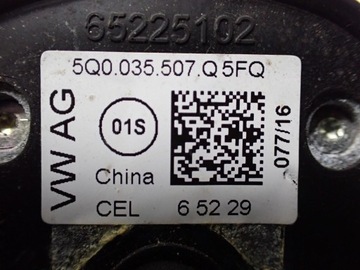 65225102
5Q0.035.507.Q 5FQ
VW AG
01S
China
CEL 6 52 29
077/16